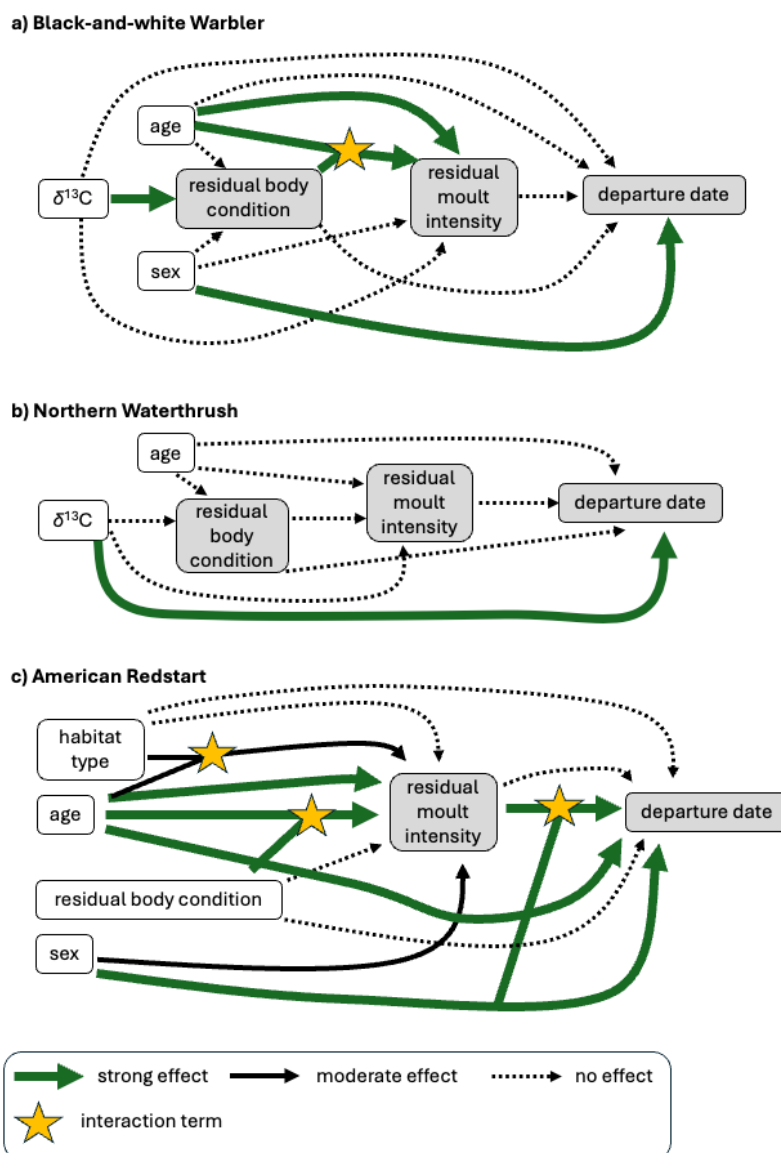 a) Black-and-white Warbler
age
δ¹³C
residual body
condition
residual
moult
intensity
departure date
sex
b) Northern Waterthrush
age
δ¹³C
residual
body
condition
residual
moult
intensity
departure date
c) American Redstart
habitat
type
age
residual
moult
intensity
departure date
residual body condition
sex
strong effect
moderate effect
no effect
interaction term